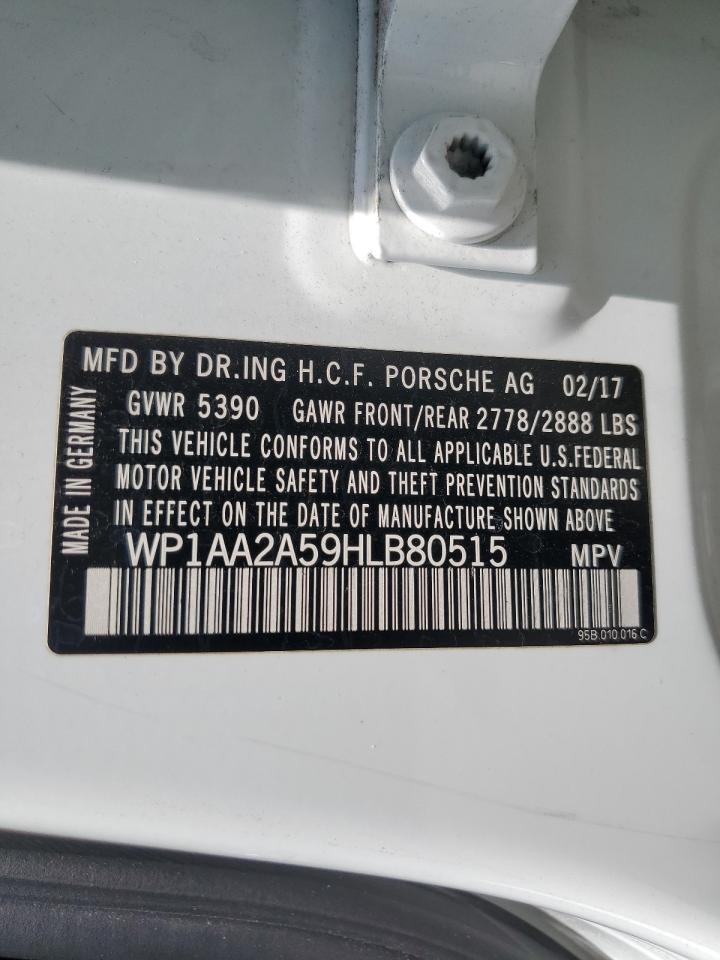 MFD BY DR.ING H.C.F. PORSCHE AG 02/17
GVWR 5390 GAWR FRONT/REAR 2778/2888 LBS
THIS VEHICLE CONFORMS TO ALL APPLICABLE U.S.FEDERAL
MOTOR VEHICLE SAFETY AND THEFT PREVENTION STANDARDS
IN EFFECT ON THE DATE OF MANUFACTURE SHOWN ABOVE
WP1AA2A59HLB80515 MPV
95B.010.016 C
MADE IN GERMANY